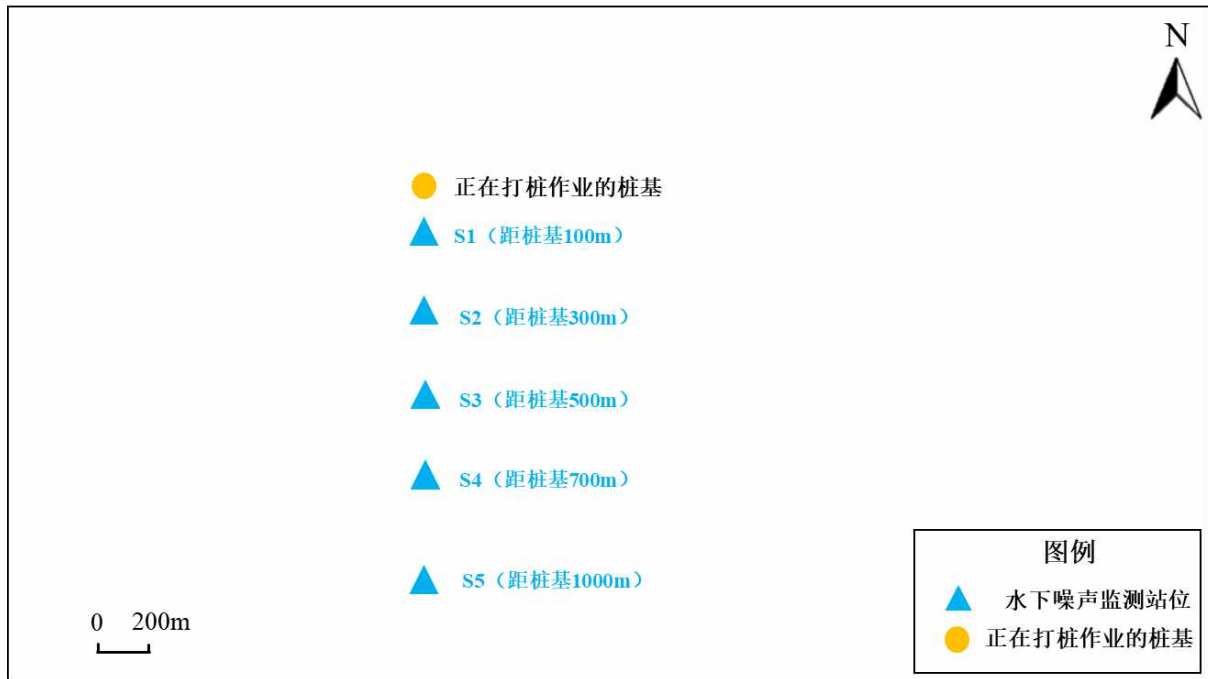 N
正在打桩作业的桩基
S1（距桩基100m）
S2（距桩基300m）
S3（距桩基500m）
S4（距桩基700m）
S5（距桩基1000m）
0 200m
图例
水下噪声监测站位
正在打桩作业的桩基